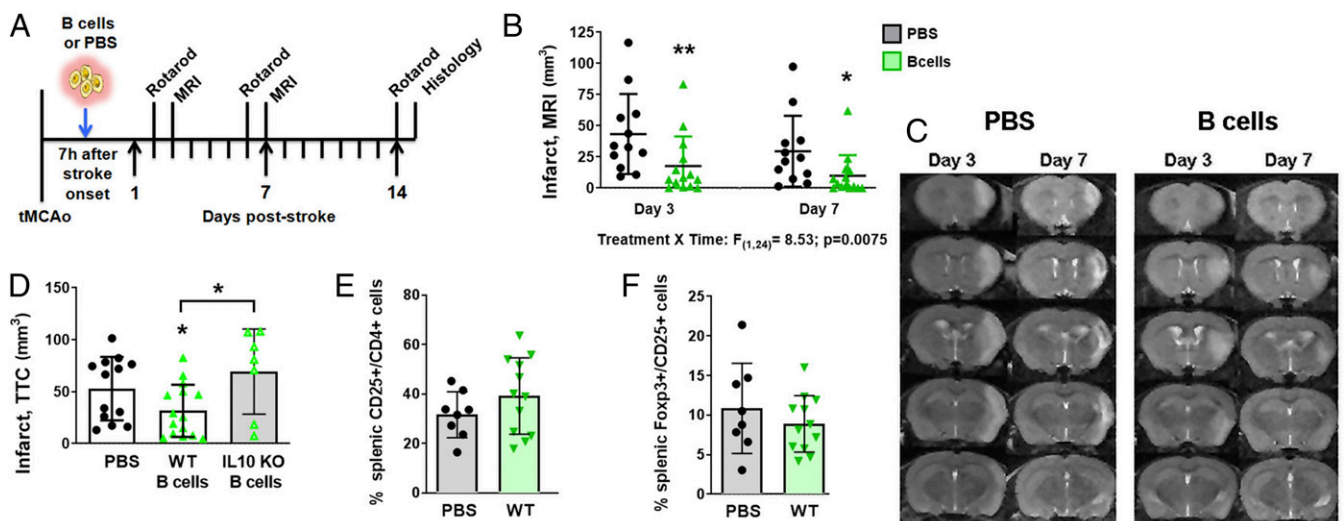 A
B cells
or PBS
Rotarod
MRI
Rotarod
MRI
Rotarod
Histology
7h after
stroke
onset
1
7
14
tMCAo
Days post-stroke
B
Infarct, MRI (mm³)
125
100
75
50
25
0
**
*
Day 3
Day 7
Treatment X Time: F(1,24)= 8.53; p=0.0075
PBS
Bcells
C
PBS
B cells
Day 3
Day 7
Day 3
Day 7
D
Infarct, TTC (mm³)
150
100
50
0
*
*
PBS
WT
B cells
IL10 KO
B cells
E
% splenic CD25+/CD4+ cells
80
60
40
20
0
PBS
WT
F
% splenic Foxp3+/CD25+ cells
25
20
15
10
5
0
PBS
WT